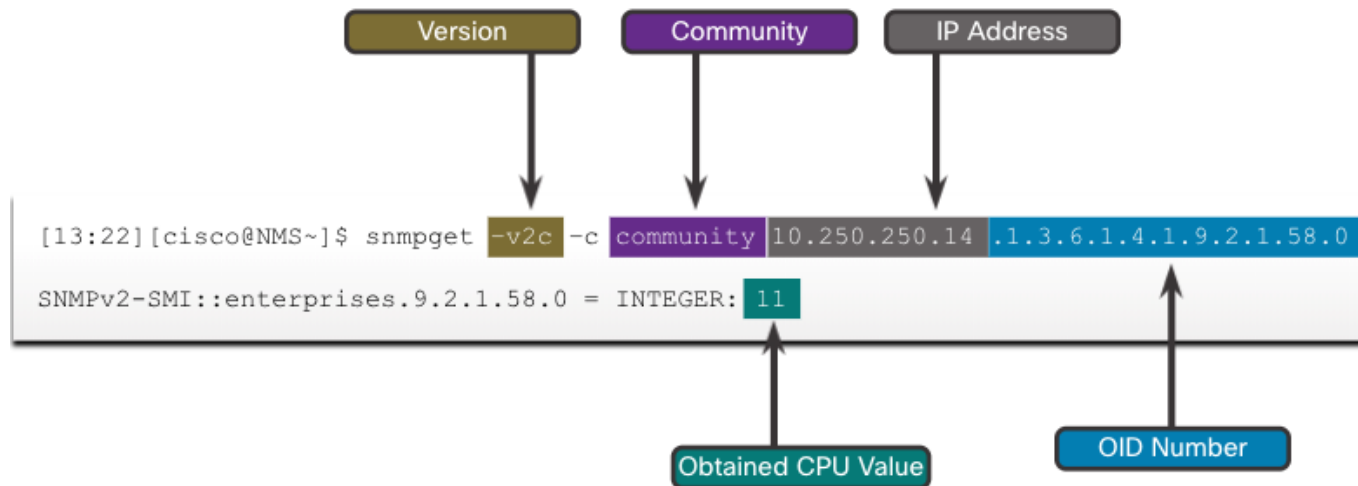 Version
Community
IP Address
[13:22][cisco@NMS~]$ snmpget -v2c -c community 10.250.250.14 .1.3.6.1.4.1.9.2.1.58.0
SNMPv2-SMI::enterprises.9.2.1.58.0 = INTEGER: 11
Obtained CPU Value
OID Number